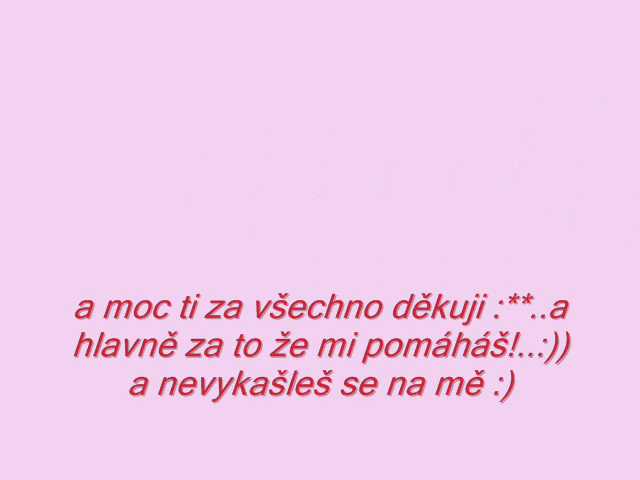 a moc ti za všechno děkuji :**..a
hlavně za to že mi pomáháš!..:))
a nevykašleš se na mě :)